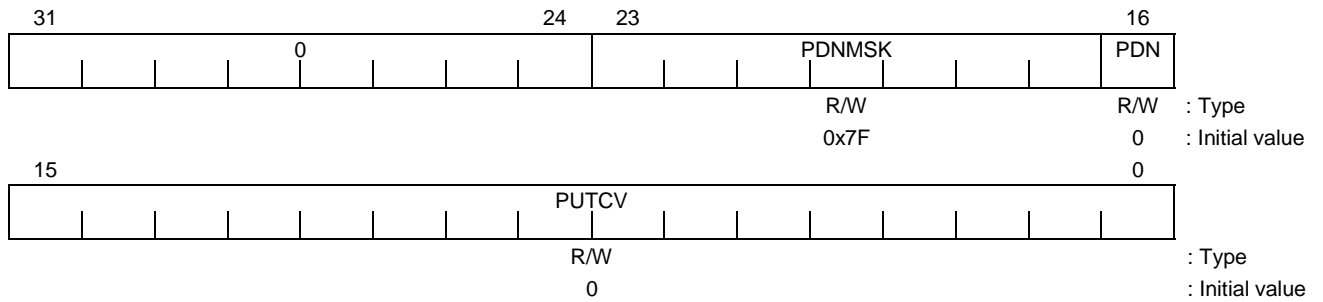 31 24 23 16
0 PDNMSK PDN
R/W R/W : Type
0x7F 0 : Initial value
15 0
PUTCV
R/W : Type
0 : Initial value